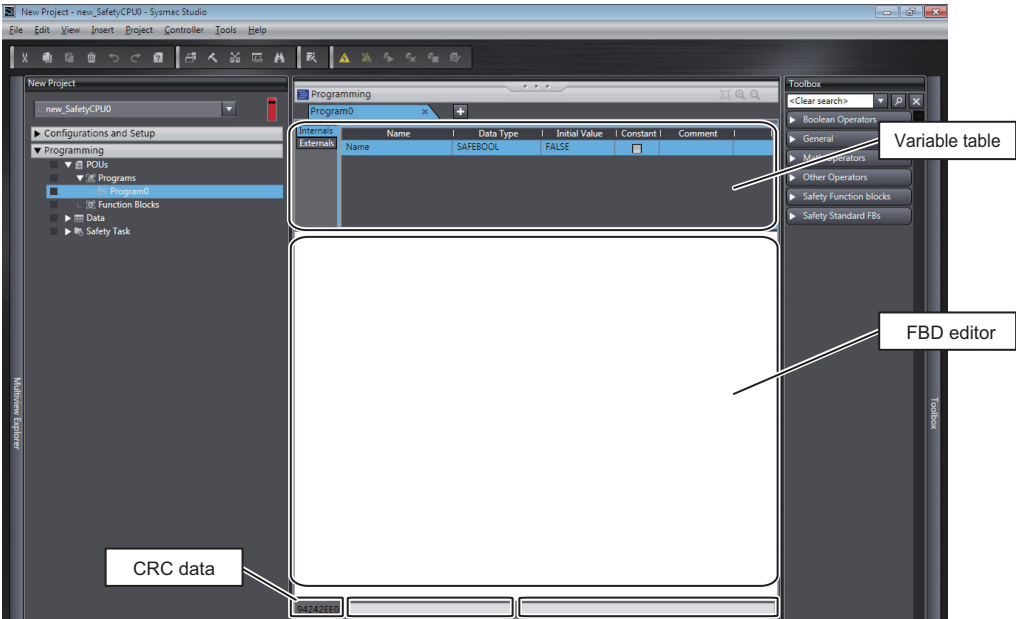 New Project - new_SafetyCPU0 - Sysmac Studio
File Edit View Insert Project Controller Tools Help
New Project
new_SafetyCPU0
Configurations and Setup
Programming
POUs
Programs
Program0
Function Blocks
Data
Safety Task
Multiview Explorer
Programming
Program0
Internals
Externals
Name Data Type Initial Value Constant Comment
Name SAFEBOOL FALSE
94242EE0
Toolbox
<Clear search>
Boolean Operators
General
Math Operators
Other Operators
Safety Function blocks
Safety Standard FBs
Toolbox
Variable table
FBD editor
CRC data